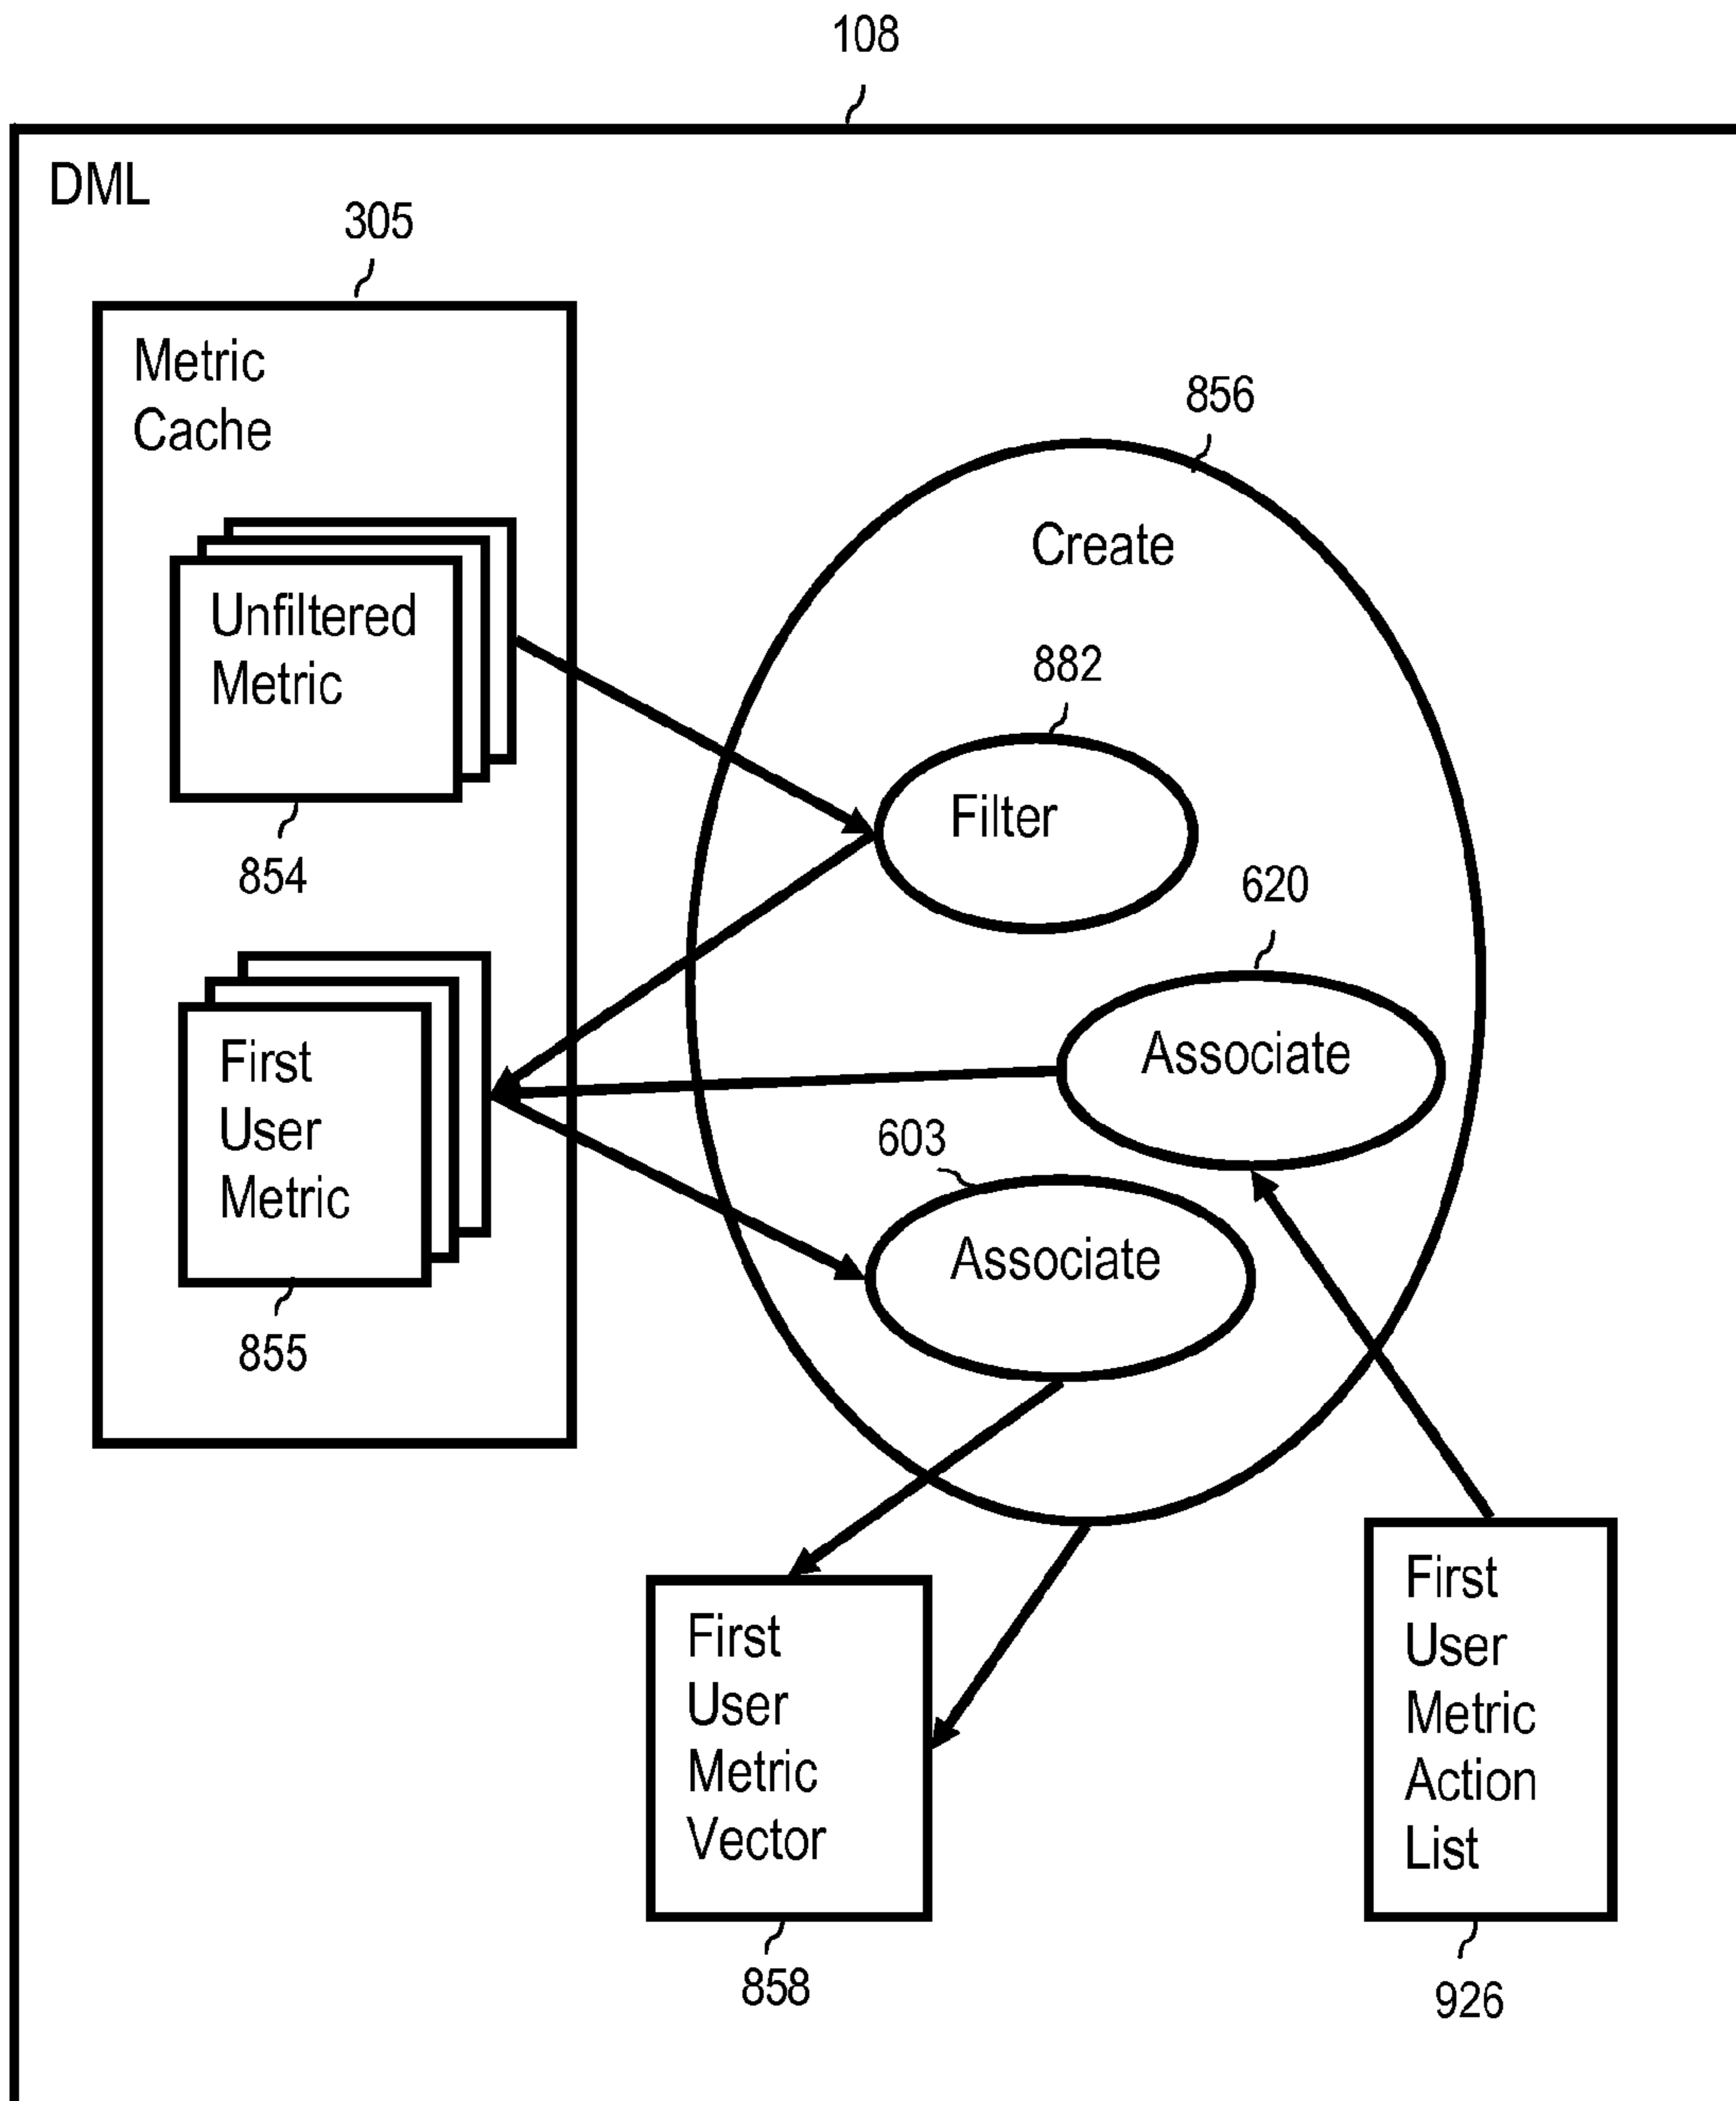 108
DML
305
Metric
Cache
856
Create
Unfiltered
Metric
882
Filter
854
620
Associate
First
User
Metric
603
Associate
855
First
User
Metric
Vector
First
User
Metric
Action
List
858
926